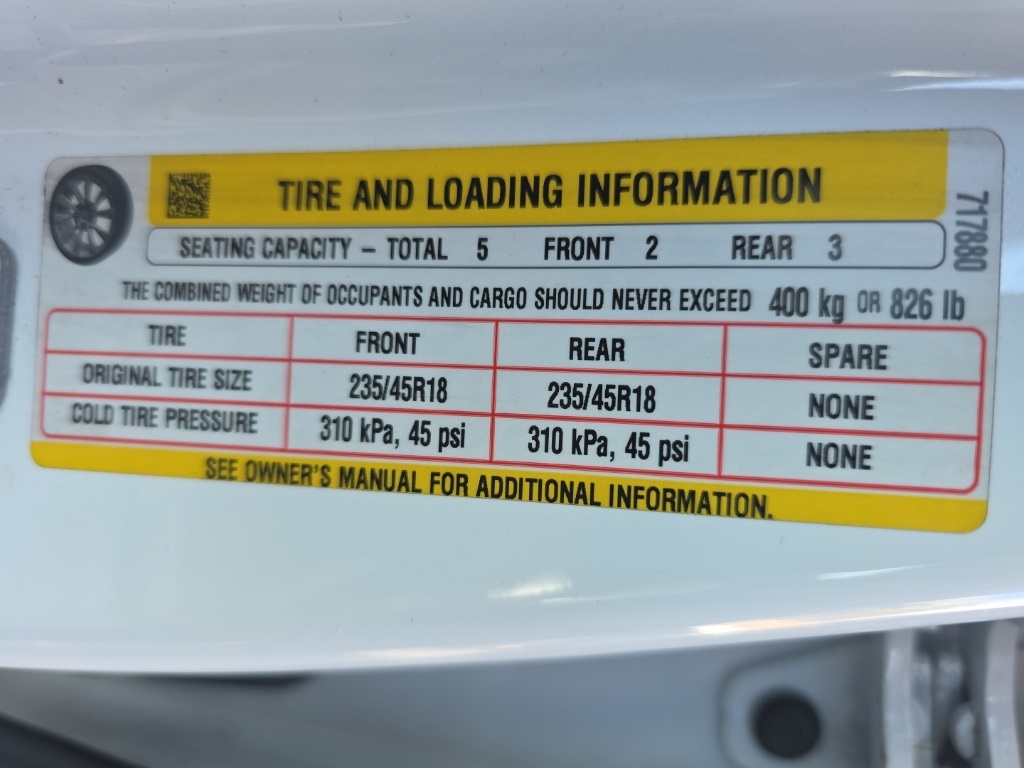 TIRE AND LOADING INFORMATION
SEATING CAPACITY – TOTAL 5 FRONT 2 REAR 3
717880
THE COMBINED WEIGHT OF OCCUPANTS AND CARGO SHOULD NEVER EXCEED 400 kg OR 826 lb
TIRE FRONT REAR SPARE
ORIGINAL TIRE SIZE 235/45R18 235/45R18 NONE
COLD TIRE PRESSURE 310 kPa, 45 psi 310 kPa, 45 psi NONE
SEE OWNER'S MANUAL FOR ADDITIONAL INFORMATION.